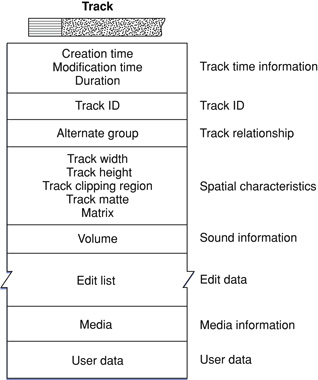 Track
Creation time
Modification time
Duration
Track time information
Track ID
Track ID
Alternate group
Track relationship
Track width
Track height
Track clipping region
Track matte
Matrix
Spatial characteristics
Volume
Sound information
Edit list
Edit data
Media
Media information
User data
User data